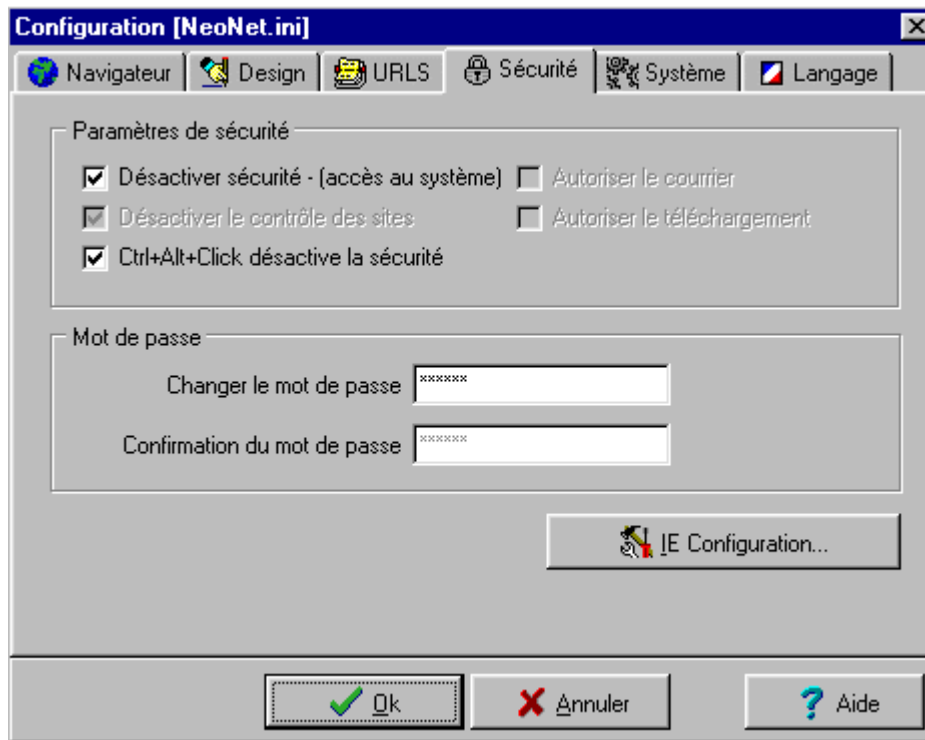 Configuration [NeoNet.ini]
Navigateur Design URLS Sécurité Système Langage
Paramètres de sécurité
Désactiver sécurité - (accès au système) Autoriser le courrier
Désactiver le contrôle des sites Autoriser le téléchargement
Ctrl+Alt+Click désactive la sécurité
Mot de passe
Changer le mot de passe ******
Confirmation du mot de passe ******
IE Configuration...
Ok Annuler Aide